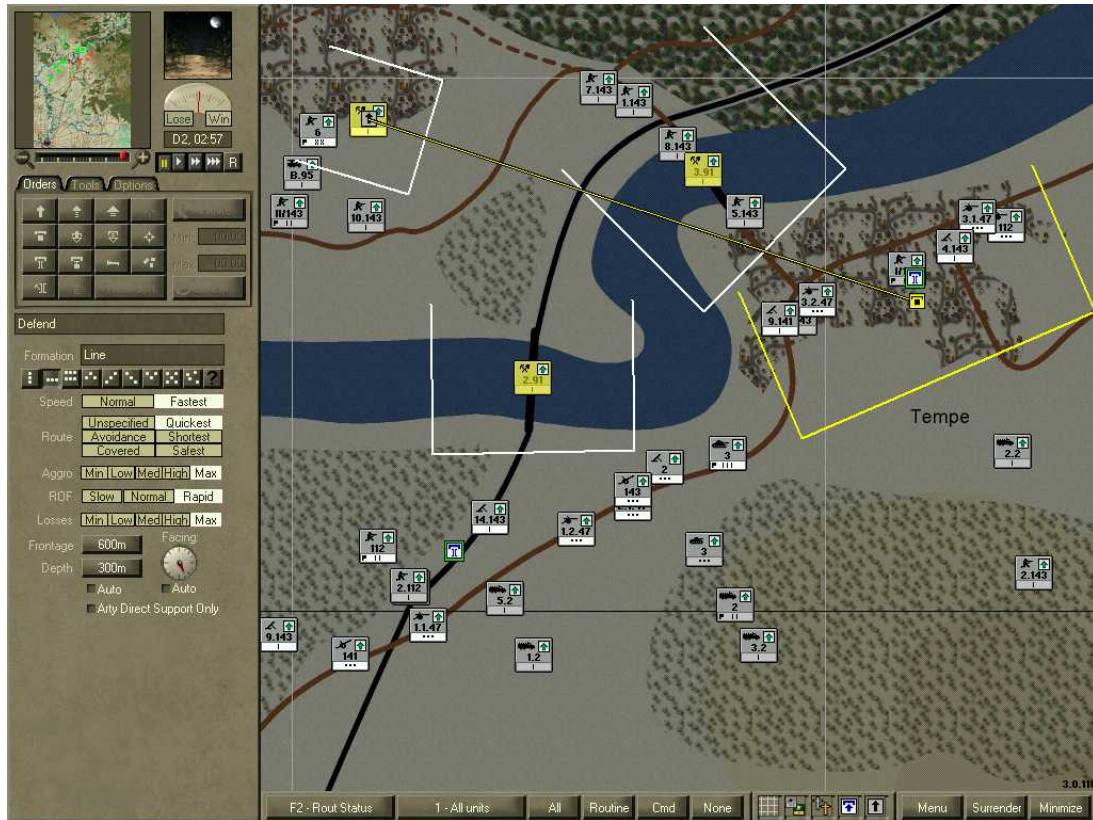 Lose Win
D2, 02:57
R
Orders Tools Options
Min
Max
Defend
Formation Line
?
Speed Normal Fastest
Route Unspecified Quickest
Avoidance Shortest
Covered Safest
Aggro Min Low Med High Max
ROF Slow Normal Rapid
Losses Min Low Med High Max
Frontage 600m Facing:
Depth 300m
Auto Auto
Arty Direct Support Only
7.143
1.143
6
8.143
3.91
B.95
II/143
10.143
5.143
3.1.47
112
4.143
3.2.47
9.141
2.91
Tempe
3
2
2.2
143
14.143
1.2.47
112
3
2.112
2.143
5.2
2
1.1.47
9.143
141
1.2
3.2
3.0.110
F2 - Rout Status 1 - All units All Routine Cmd None Menu Surrender Minimize